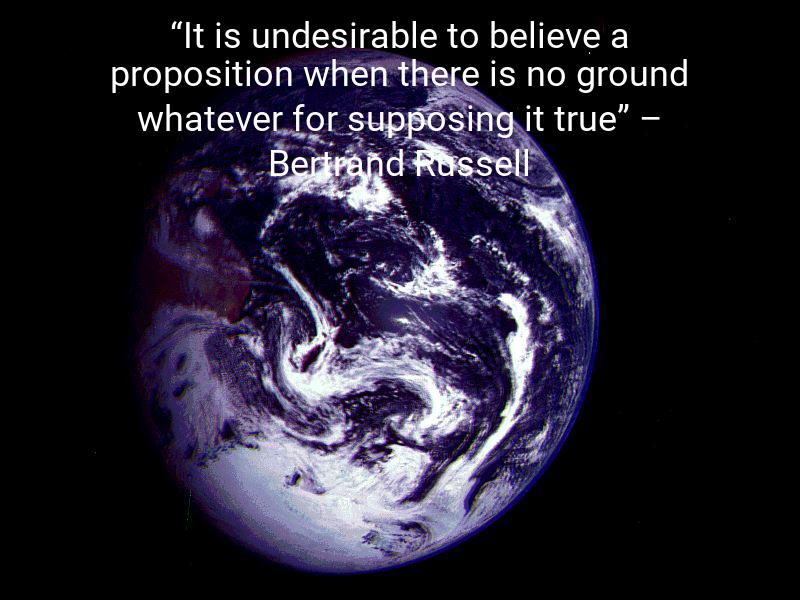 “It is undesirable to believe a
proposition when there is no ground
whatever for supposing it true” –
Bertrand Russell